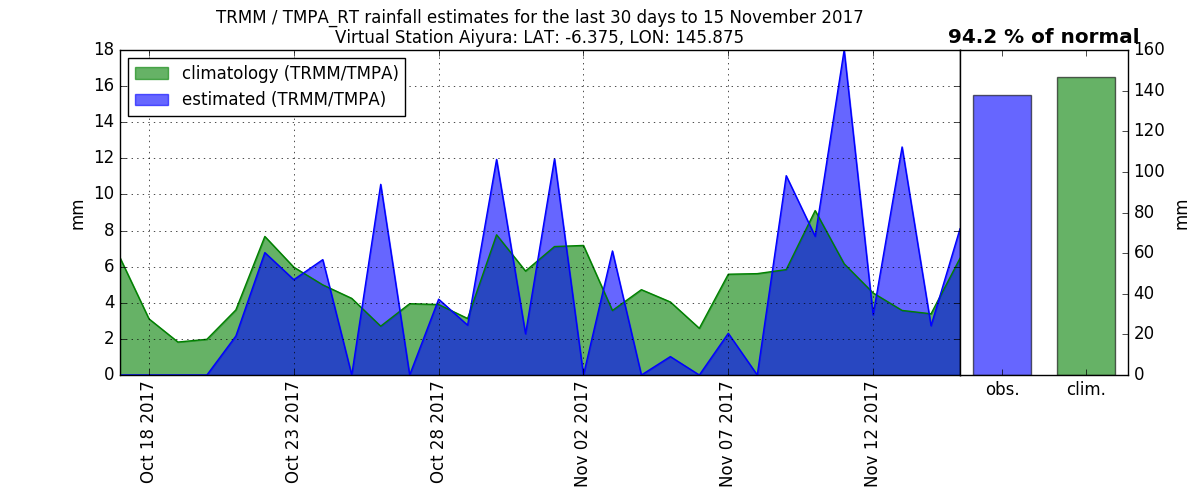 TRMM / TMPA_RT rainfall estimates for the last 30 days to 15 November 2017
Virtual Station Aiyura: LAT: -6.375, LON: 145.875
94.2 % of normal
climatology (TRMM/TMPA)
estimated (TRMM/TMPA)
mm
18
16
14
12
10
8
6
4
2
0
Oct 18 2017
Oct 23 2017
Oct 28 2017
Nov 02 2017
Nov 07 2017
Nov 12 2017
160
140
120
100
80
60
40
20
0
mm
obs.
clim.